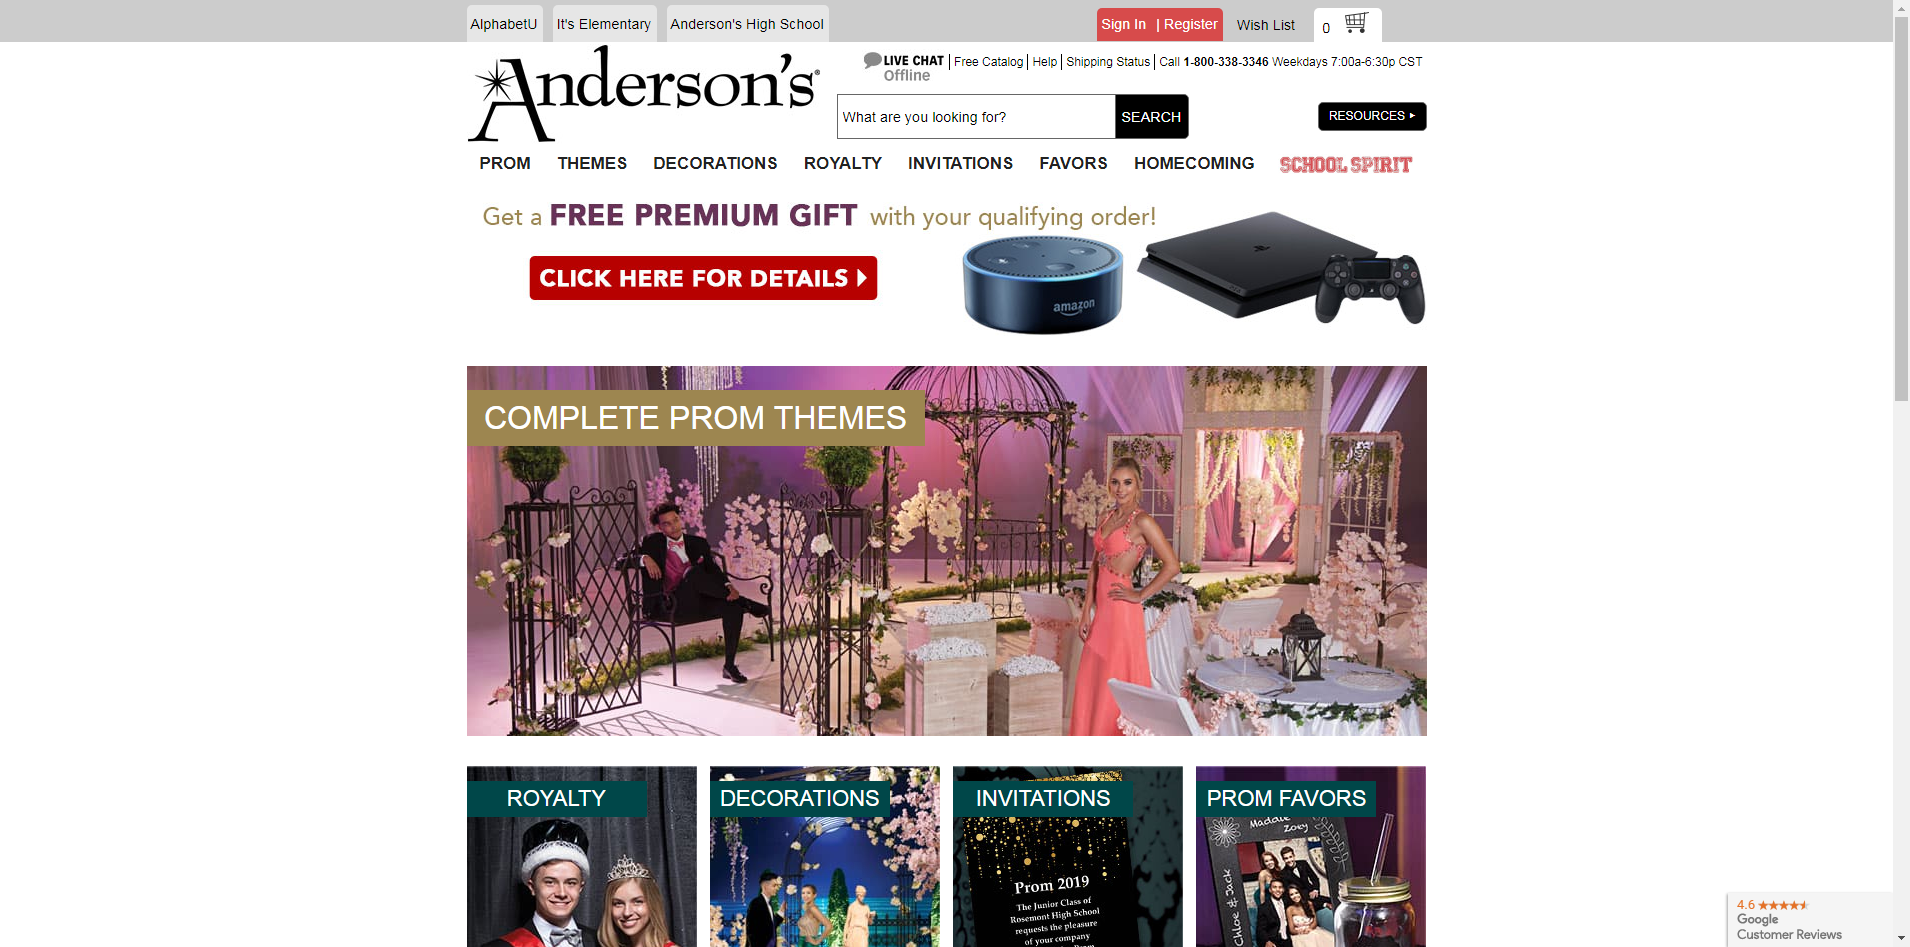 AlphabetU It's Elementary Anderson's High School Sign In | Register Wish List 0
Anderson's®
LIVE CHAT Offline Free Catalog Help Shipping Status Call 1-800-338-3346 Weekdays 7:00a-6:30p CST
What are you looking for? SEARCH
RESOURCES
PROM THEMES DECORATIONS ROYALTY INVITATIONS FAVORS HOMECOMING SCHOOL SPIRIT
Get a FREE PREMIUM GIFT with your qualifying order!
CLICK HERE FOR DETAILS
amazon
COMPLETE PROM THEMES
ROYALTY DECORATIONS INVITATIONS PROM FAVORS
Maddie
Zoey
Chloe & Jack
Prom 2019
The Junior Class of
Rosemont High School
requests the pleasure
of your company
4.6
Google
Customer Reviews